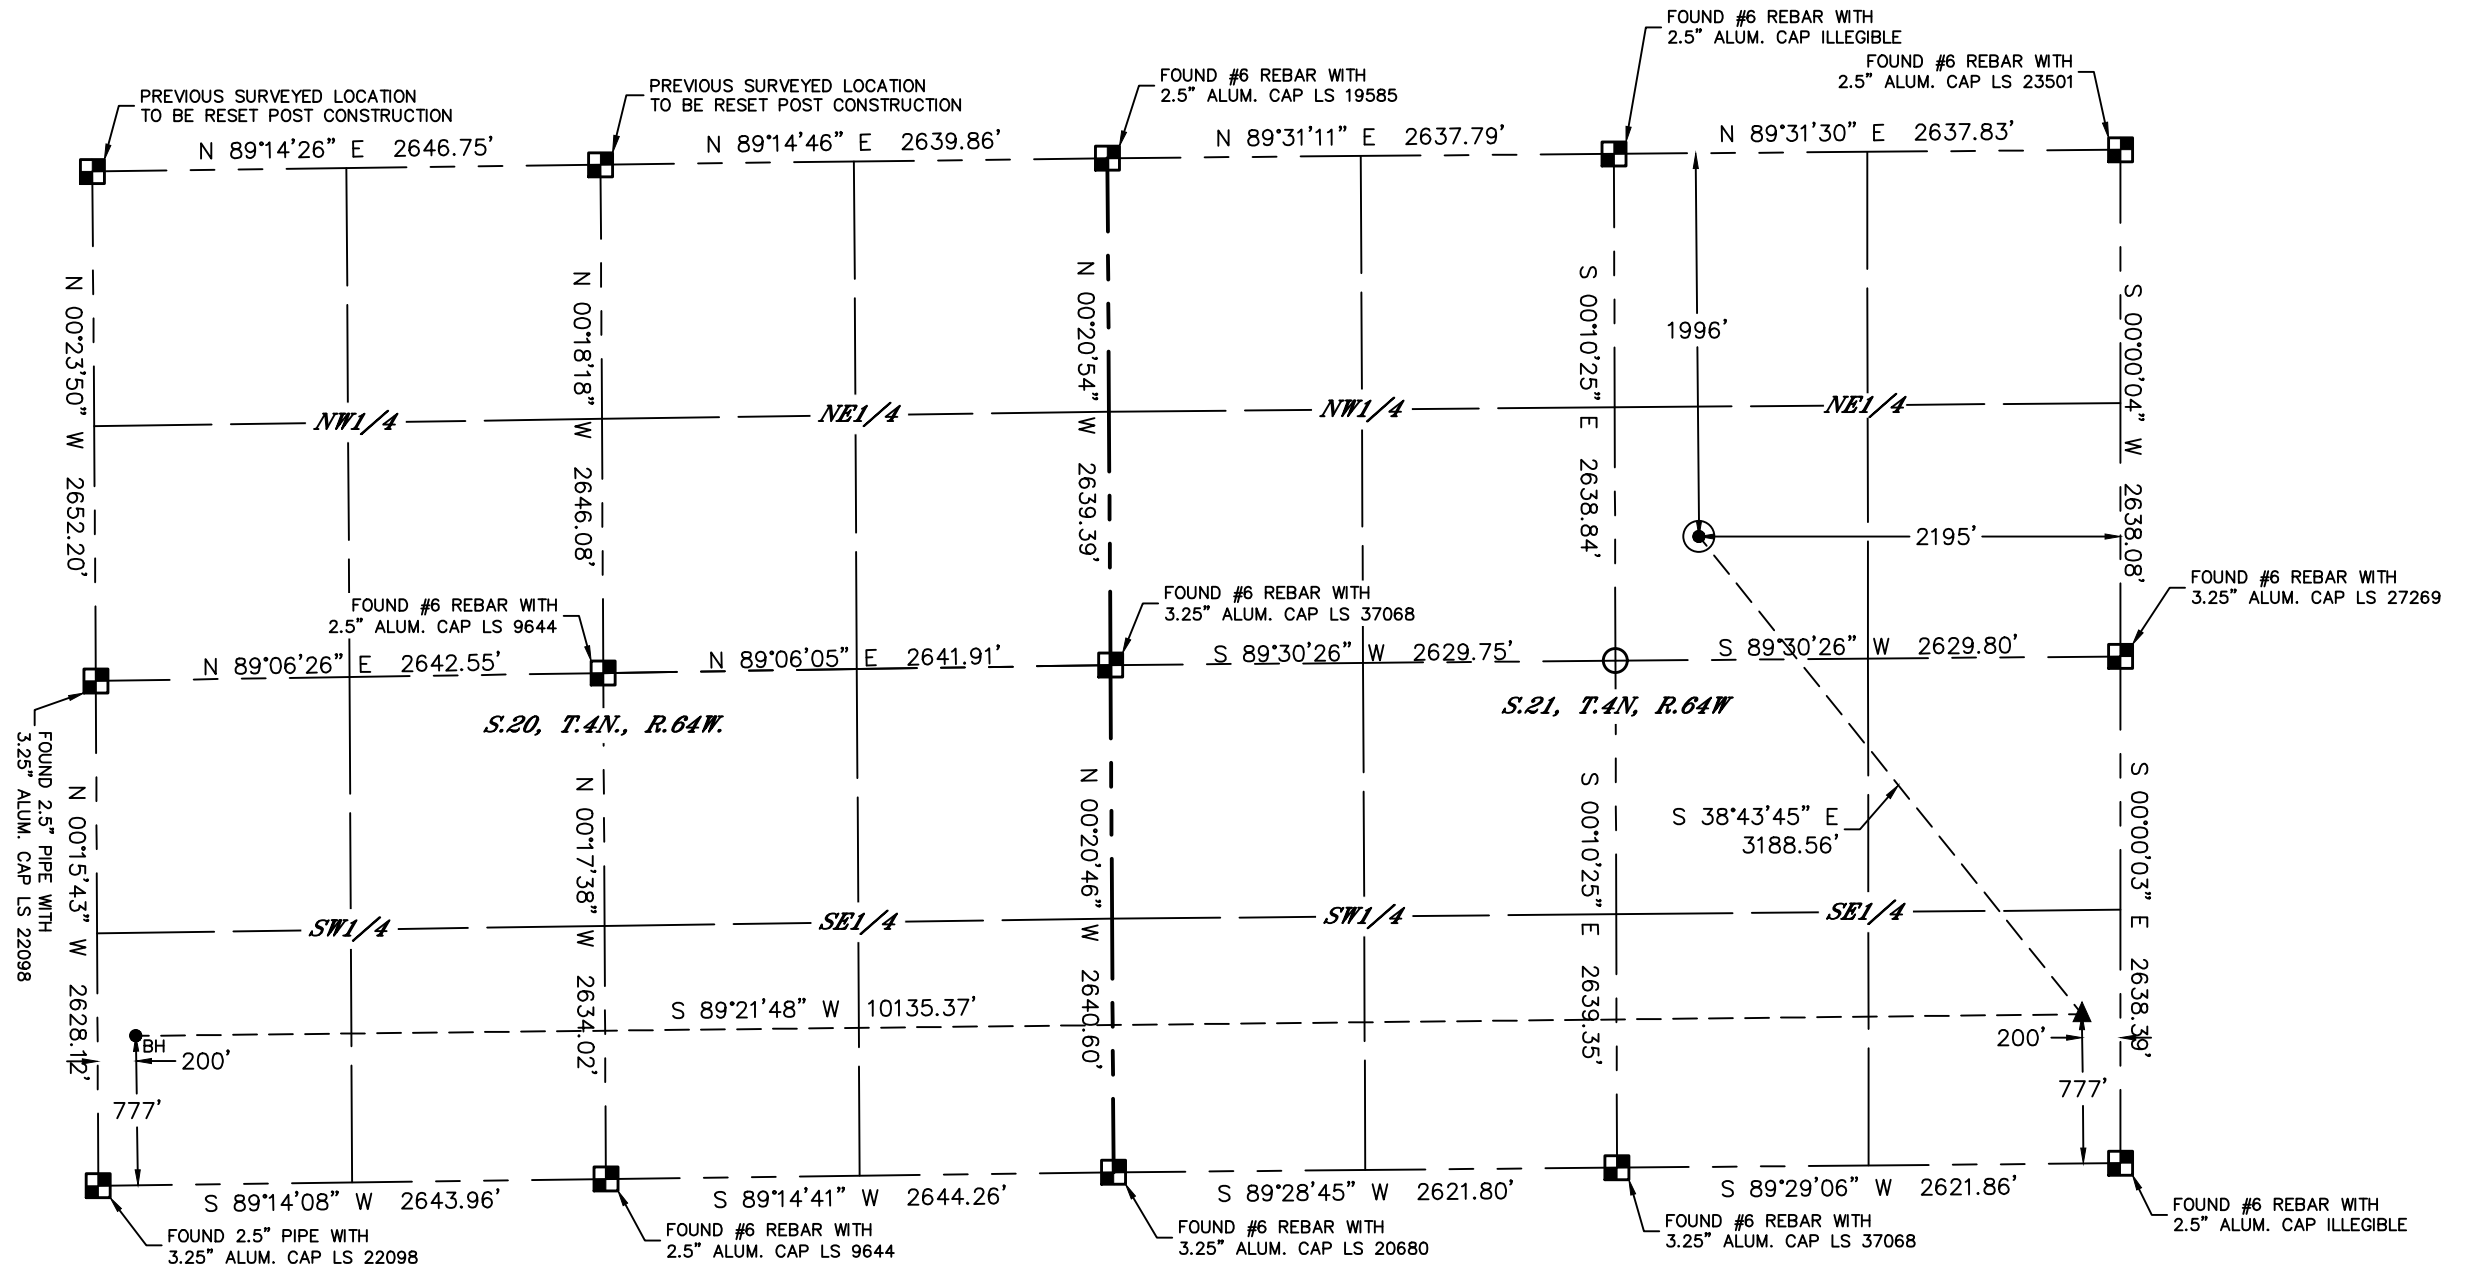 FOUND #6 REBAR WITH
2.5" ALUM. CAP ILLEGIBLE
FOUND #6 REBAR WITH
2.5" ALUM. CAP LS 23501
FOUND #6 REBAR WITH
2.5" ALUM. CAP LS 19585
PREVIOUS SURVEYED LOCATION
TO BE RESET POST CONSTRUCTION
PREVIOUS SURVEYED LOCATION
TO BE RESET POST CONSTRUCTION
N 89°14'26" E 2646.75'
N 89°14'46" E 2639.86'
N 89°31'11" E 2637.79'
N 89°31'30" E 2637.83'
N 00°23'50" W 2652.20'
N 00°18'18" W 2646.08'
N 00°20'54" W 2639.39'
S 00°10'25" E 2638.84'
S 00°00'04" W 2638.08'
1996'
NW1/4
NE1/4
NW1/4
NE1/4
2195'
FOUND #6 REBAR WITH
2.5" ALUM. CAP LS 9644
FOUND #6 REBAR WITH
3.25" ALUM. CAP LS 37068
FOUND #6 REBAR WITH
3.25" ALUM. CAP LS 27269
N 89°06'26" E 2642.55'
N 89°06'05" E 2641.91'
S 89°30'26" W 2629.75'
S 89°30'26" W 2629.80'
S.20, T.4N., R.64W.
S.21, T.4N, R.64W
FOUND 2.5" PIPE WITH
3.25" ALUM. CAP LS 22098
N 00°15'43" W 2628.12'
N 00°17'38" W 2634.02'
N 00°20'46" W 2640.60'
S 00°10'25" E 2639.35'
S 00°00'03" E 2638.39'
S 38°43'45" E
3188.56'
SW1/4
SE1/4
SW1/4
SE1/4
S 89°21'48" W 10135.37'
BH
200'
777'
200'
777'
S 89°14'08" W 2643.96'
S 89°14'41" W 2644.26'
S 89°28'45" W 2621.80'
S 89°29'06" W 2621.86'
FOUND 2.5" PIPE WITH
3.25" ALUM. CAP LS 22098
FOUND #6 REBAR WITH
2.5" ALUM. CAP LS 9644
FOUND #6 REBAR WITH
3.25" ALUM. CAP LS 20680
FOUND #6 REBAR WITH
3.25" ALUM. CAP LS 37068
FOUND #6 REBAR WITH
2.5" ALUM. CAP ILLEGIBLE